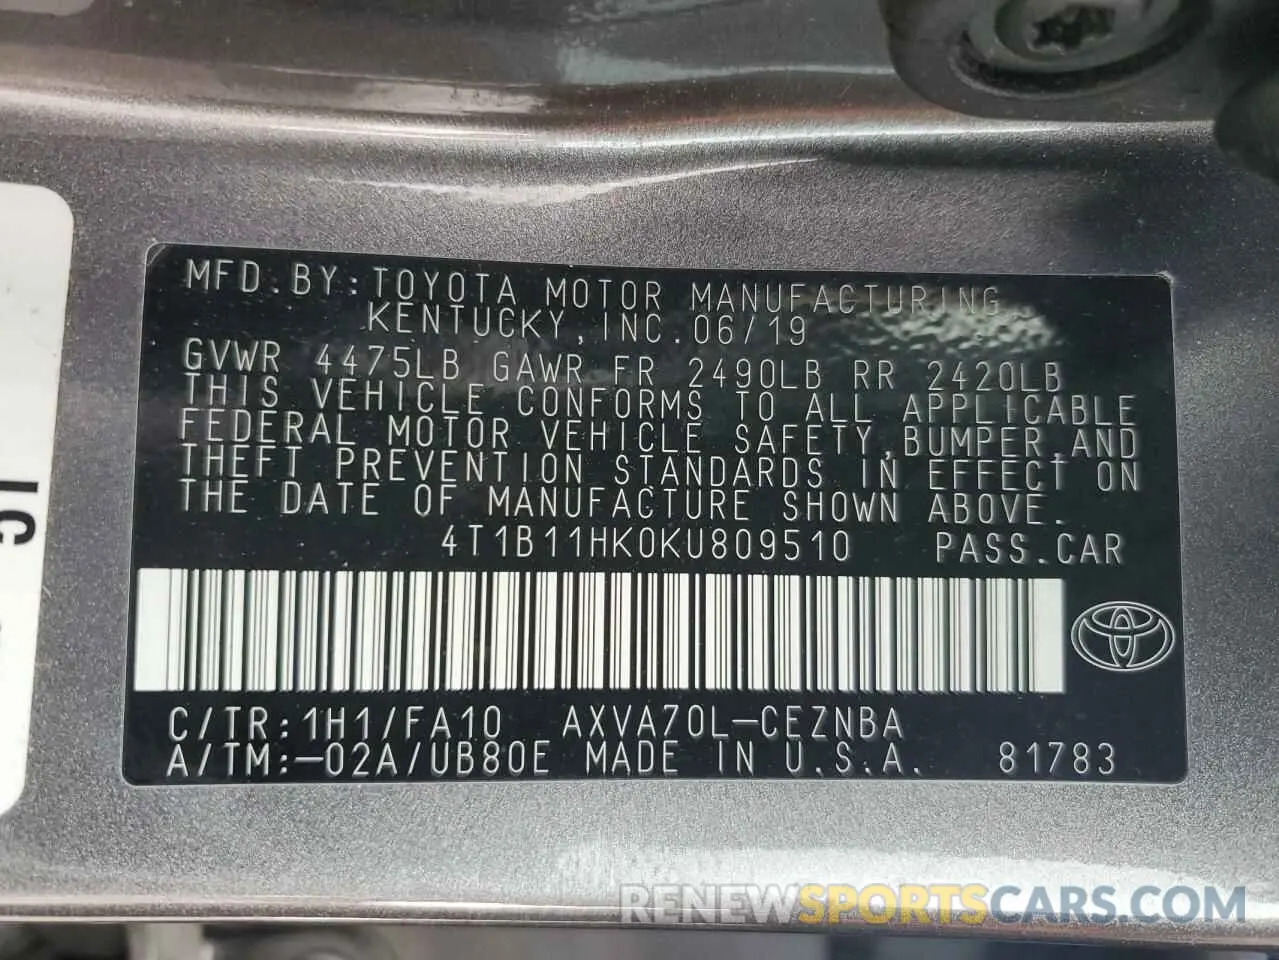 MFD.BY:TOYOTA MOTOR MANUFACTURING
KENTUCKY,INC.06/19
GVWR 4475LB GAWR FR 2490LB RR 2420LB
THIS VEHICLE CONFORMS TO ALL APPLICABLE
FEDERAL MOTOR VEHICLE SAFETY,BUMPER,AND
THEFT PREVENTION STANDARDS IN EFFECT ON
THE DATE OF MANUFACTURE SHOWN ABOVE.
4T1B11HK0KU809510 PASS.CAR
C/TR:1H1/FA10 AXVA70L-CEZNBA
A/TM:-02A/UB80E MADE IN U.S.A. 81783
RENEWSPORTSCARS.COM